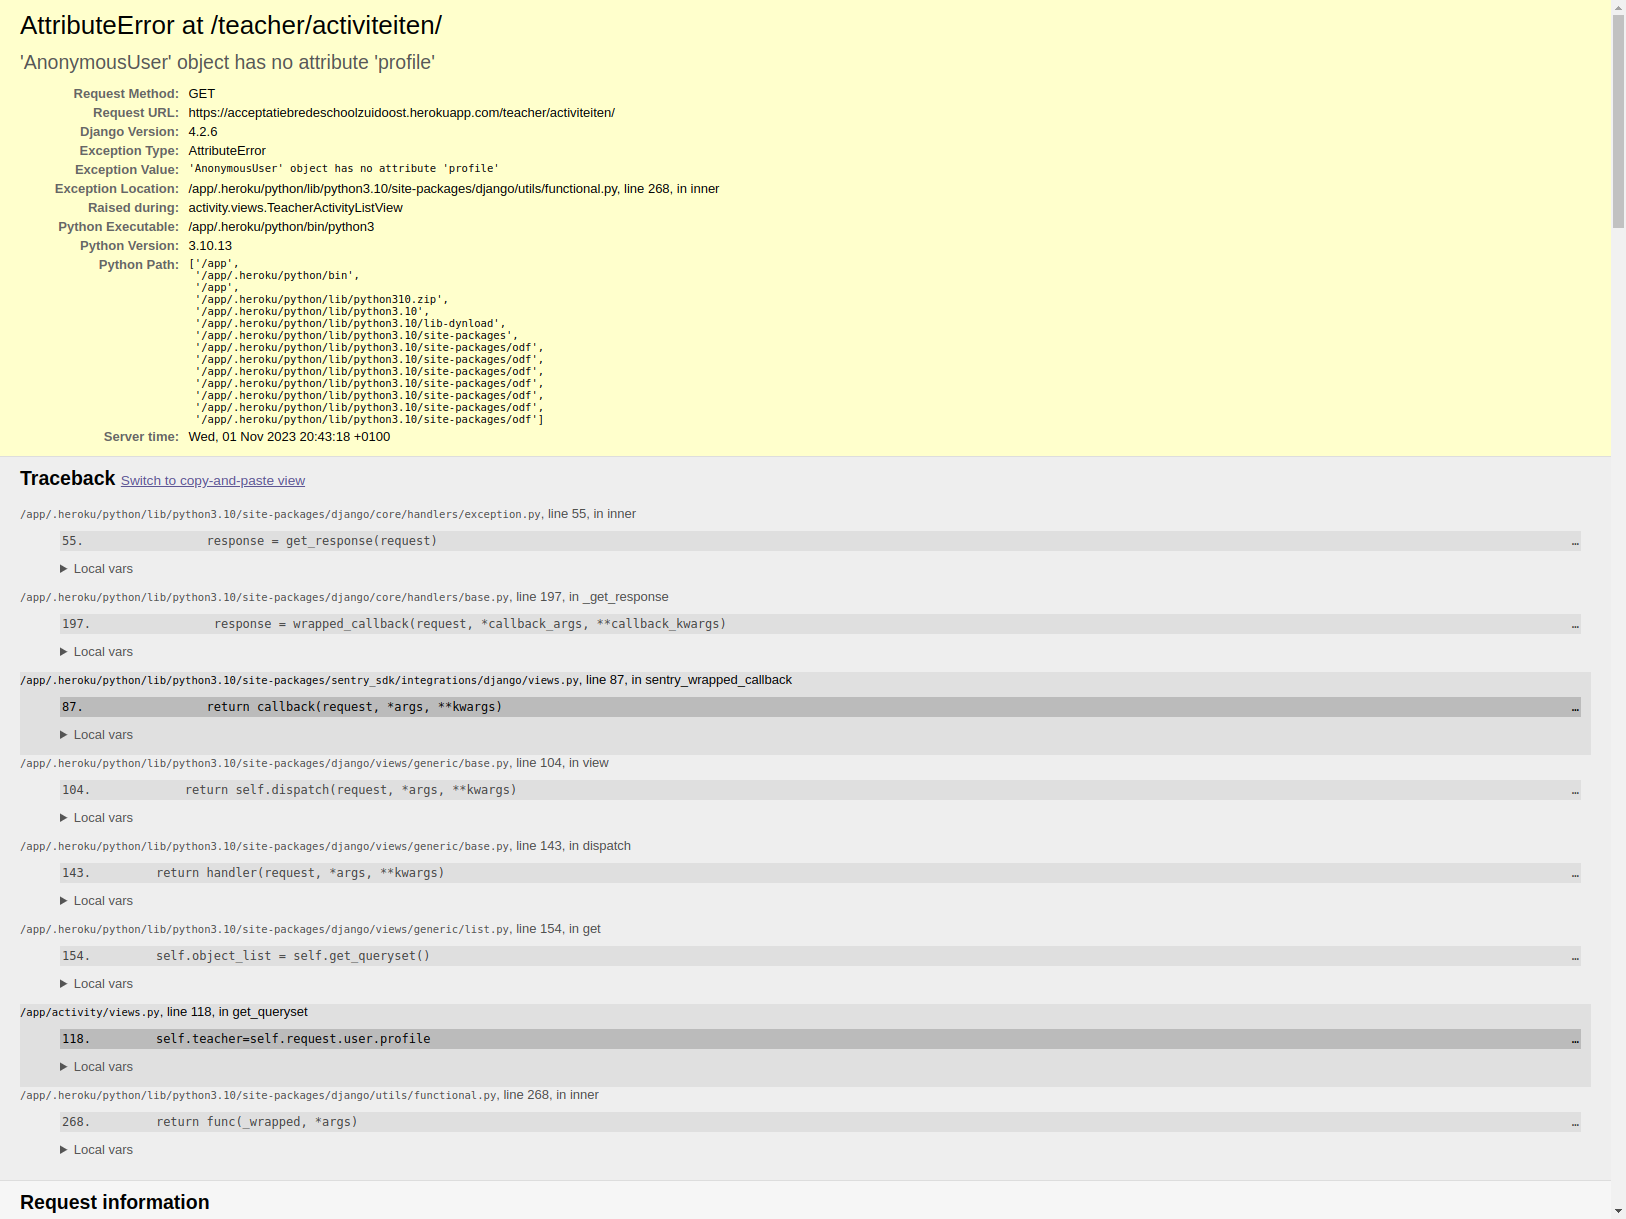 AttributeError at /teacher/activiteiten/
'AnonymousUser' object has no attribute 'profile'
Request Method: GET
Request URL: https://acceptatiebredeschoolzuidoost.herokuapp.com/teacher/activiteiten/
Django Version: 4.2.6
Exception Type: AttributeError
Exception Value: 'AnonymousUser' object has no attribute 'profile'
Exception Location: /app/.heroku/python/lib/python3.10/site-packages/django/utils/functional.py, line 268, in inner
Raised during: activity.views.TeacherActivityListView
Python Executable: /app/.heroku/python/bin/python3
Python Version: 3.10.13
Python Path: ['/app',
'/app/.heroku/python/bin',
'/app',
'/app/.heroku/python/lib/python310.zip',
'/app/.heroku/python/lib/python3.10',
'/app/.heroku/python/lib/python3.10/lib-dynload',
'/app/.heroku/python/lib/python3.10/site-packages',
'/app/.heroku/python/lib/python3.10/site-packages/odf',
'/app/.heroku/python/lib/python3.10/site-packages/odf',
'/app/.heroku/python/lib/python3.10/site-packages/odf',
'/app/.heroku/python/lib/python3.10/site-packages/odf',
'/app/.heroku/python/lib/python3.10/site-packages/odf',
'/app/.heroku/python/lib/python3.10/site-packages/odf',
'/app/.heroku/python/lib/python3.10/site-packages/odf']
Server time: Wed, 01 Nov 2023 20:43:18 +0100
Traceback Switch to copy-and-paste view
/app/.heroku/python/lib/python3.10/site-packages/django/core/handlers/exception.py, line 55, in inner
55. response = get_response(request) …
Local vars
/app/.heroku/python/lib/python3.10/site-packages/django/core/handlers/base.py, line 197, in _get_response
197. response = wrapped_callback(request, *callback_args, **callback_kwargs) …
Local vars
/app/.heroku/python/lib/python3.10/site-packages/sentry_sdk/integrations/django/views.py, line 87, in sentry_wrapped_callback
87. return callback(request, *args, **kwargs) …
Local vars
/app/.heroku/python/lib/python3.10/site-packages/django/views/generic/base.py, line 104, in view
104. return self.dispatch(request, *args, **kwargs) …
Local vars
/app/.heroku/python/lib/python3.10/site-packages/django/views/generic/base.py, line 143, in dispatch
143. return handler(request, *args, **kwargs) …
Local vars
/app/.heroku/python/lib/python3.10/site-packages/django/views/generic/list.py, line 154, in get
154. self.object_list = self.get_queryset() …
Local vars
/app/activity/views.py, line 118, in get_queryset
118. self.teacher=self.request.user.profile …
Local vars
/app/.heroku/python/lib/python3.10/site-packages/django/utils/functional.py, line 268, in inner
268. return func(_wrapped, *args) …
Local vars
Request information